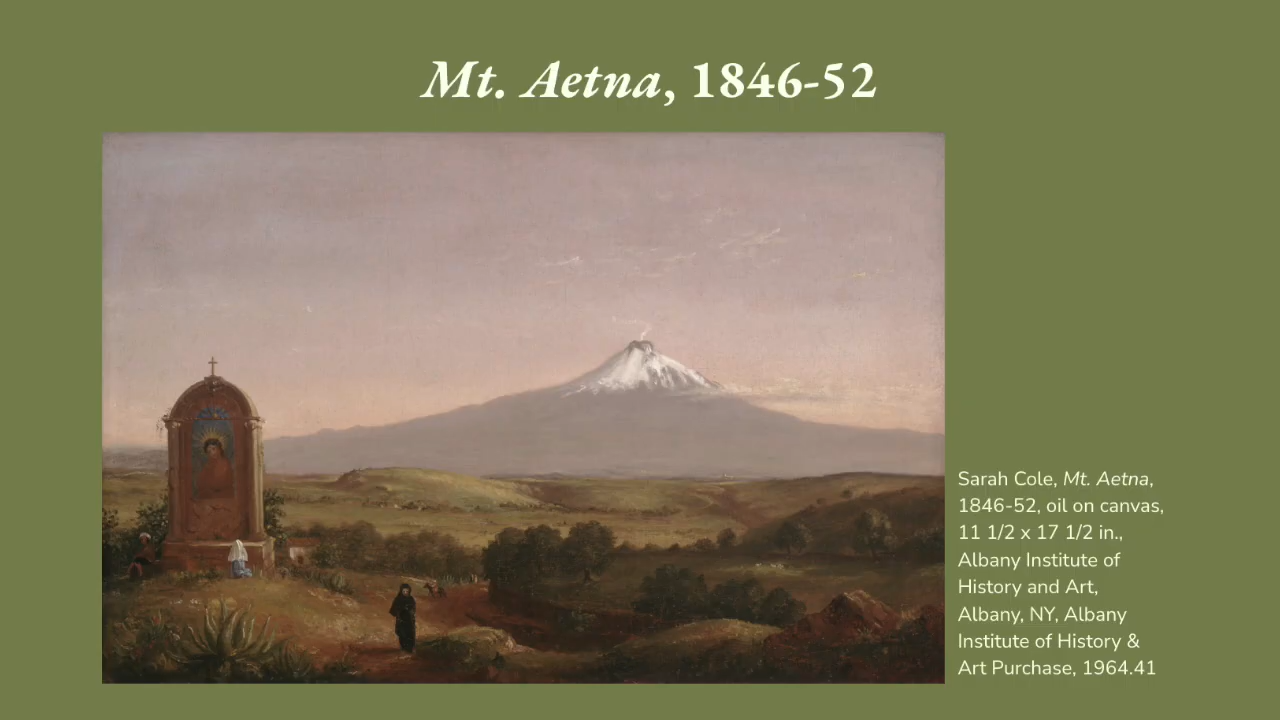 Mt. Aetna, 1846-52
Sarah Cole, Mt. Aetna,
1846-52, oil on canvas,
11 1/2 x 17 1/2 in.,
Albany Institute of
History and Art,
Albany, NY, Albany
Institute of History &
Art Purchase, 1964.41